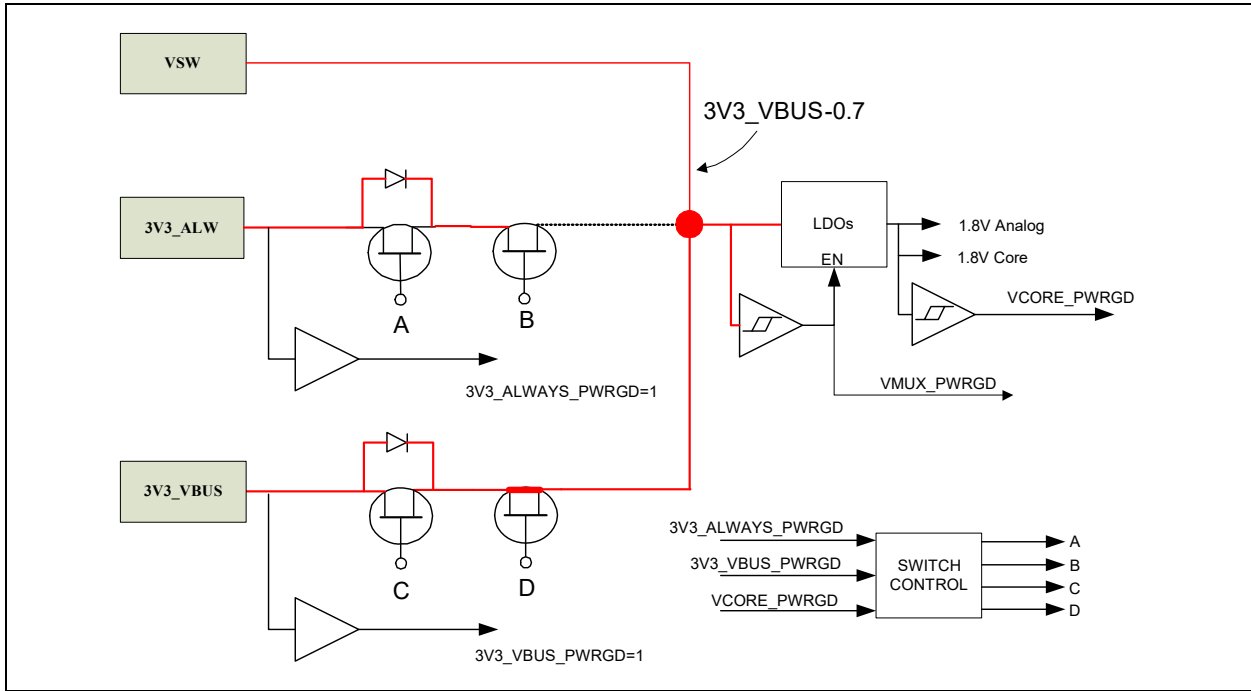 VSW
3V3_VBUS-0.7
3V3_ALW
LDOs
EN
1.8V Analog
1.8V Core
A
B
VCORE_PWRGD
3V3_ALWAYS_PWRGD=1
VMUX_PWRGD
3V3_VBUS
C
D
3V3_VBUS_PWRGD=1
3V3_ALWAYS_PWRGD
3V3_VBUS_PWRGD
VCORE_PWRGD
SWITCH
CONTROL
A
B
C
D